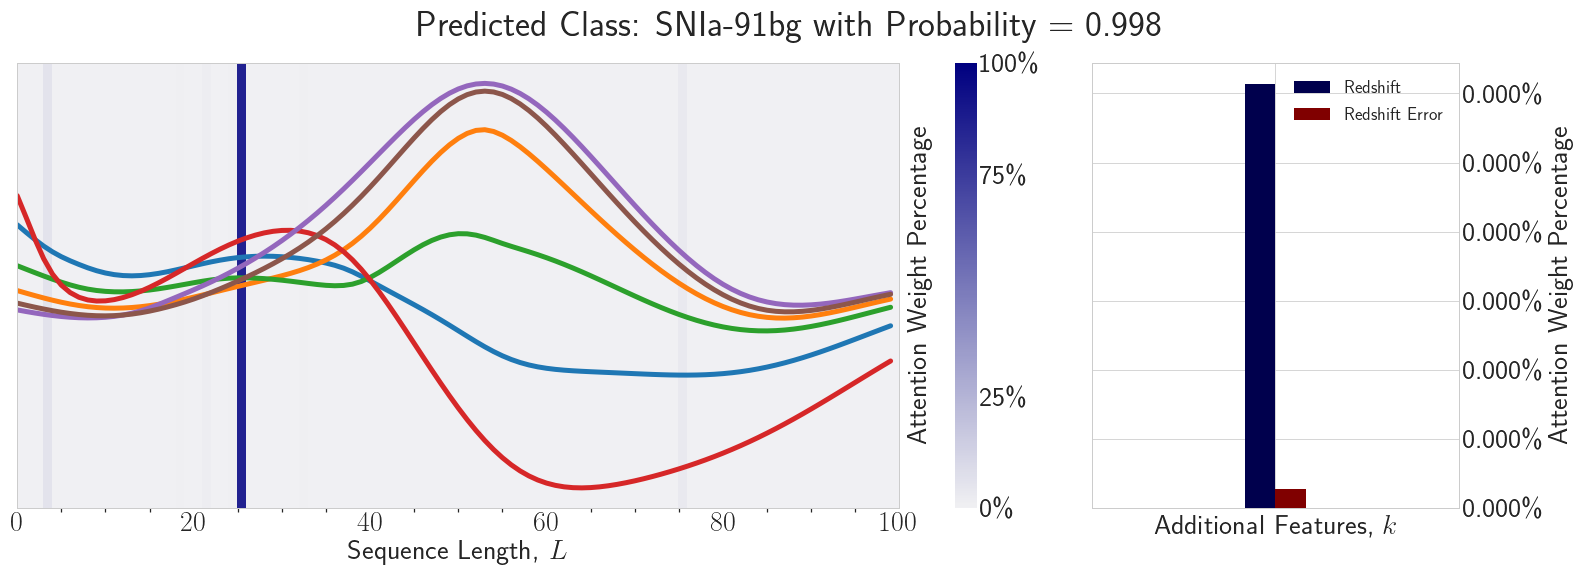 Predicted Class: SNIa-91bg with Probability = 0.998
0 20 40 60 80 100
Sequence Length, L
100%
75%
25%
0%
Attention Weight Percentage
Redshift
Redshift Error
0.000%
0.000%
0.000%
0.000%
0.000%
0.000%
0.000%
Attention Weight Percentage
Additional Features, k